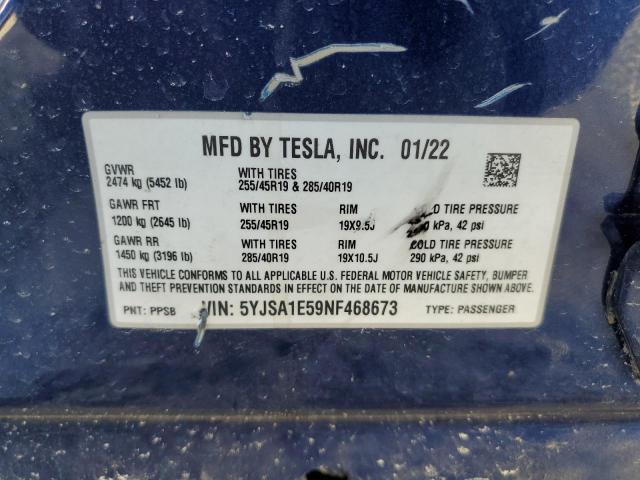 MFD BY TESLA, INC. 01/22
GVWR WITH TIRES
2474 kg (5452 lb) 255/45R19 & 285/40R19
GAWR FRT WITH TIRES RIM TIRE PRESSURE
1200 kg (2645 lb) 255/45R19 19X9.5J kPa, 42 psi
GAWR RR WITH TIRES RIM COLD TIRE PRESSURE
1450 kg (3196 lb) 285/40R19 19X10.5J 290 kPa, 42 psi
THIS VEHICLE CONFORMS TO ALL APPLICABLE U.S. FEDERAL MOTOR VEHICLE SAFETY, BUMPER
AND THEFT PREVENTION STANDARDS IN EFFECT ON THE DATE OF MANUFACTURE SHOWN ABOVE.
PNT: PPSB VIN: 5YJSA1E59NF468673 TYPE: PASSENGER